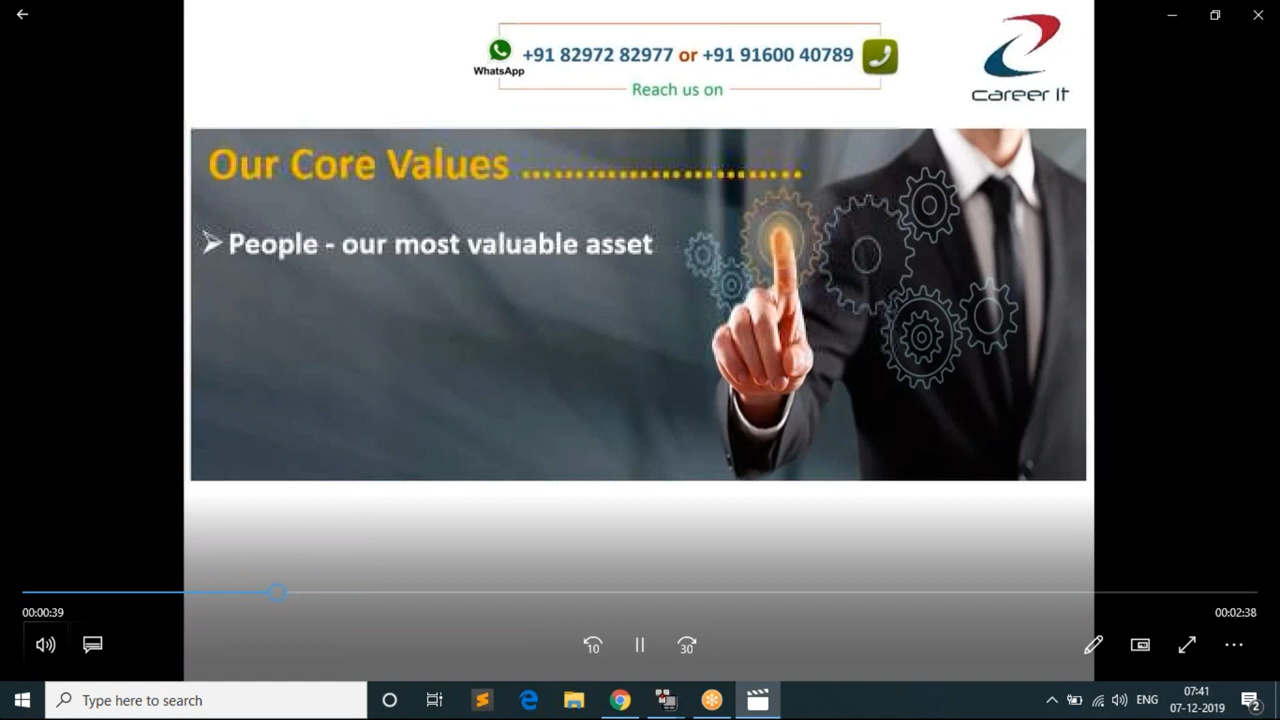 +91 82972 82977 or +91 91600 40789
WhatsApp
Reach us on
career it
Our Core Values ........................
➢ People - our most valuable asset
00:00:39
00:02:38
10
30
Type here to search
ENG
07:41
07-12-2019
2